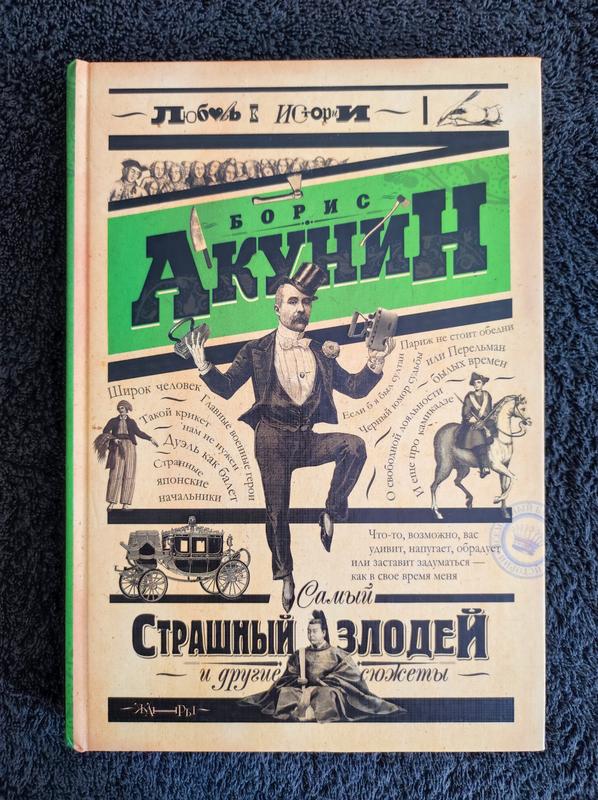 Любовь к истории
БОРИС
АКУНИН
Широк человек
Такой крикет
нам не нужен
Дуэль как балет
Странные
японские
начальники
Главные военные герои
Если б я был султан
Черный юмор судьбы
Париж не стоит обедни
или Перельман
былых времен
О свободной лояльности
И еще про камикадзе
Что-то, возможно, вас
удивит, напугает, обрадует
или заставит задуматься —
как в свое время меня
Самый
СТРАШНЫЙ ЗЛОДЕЙ
и другие сюжеты
ЖАНРЫ